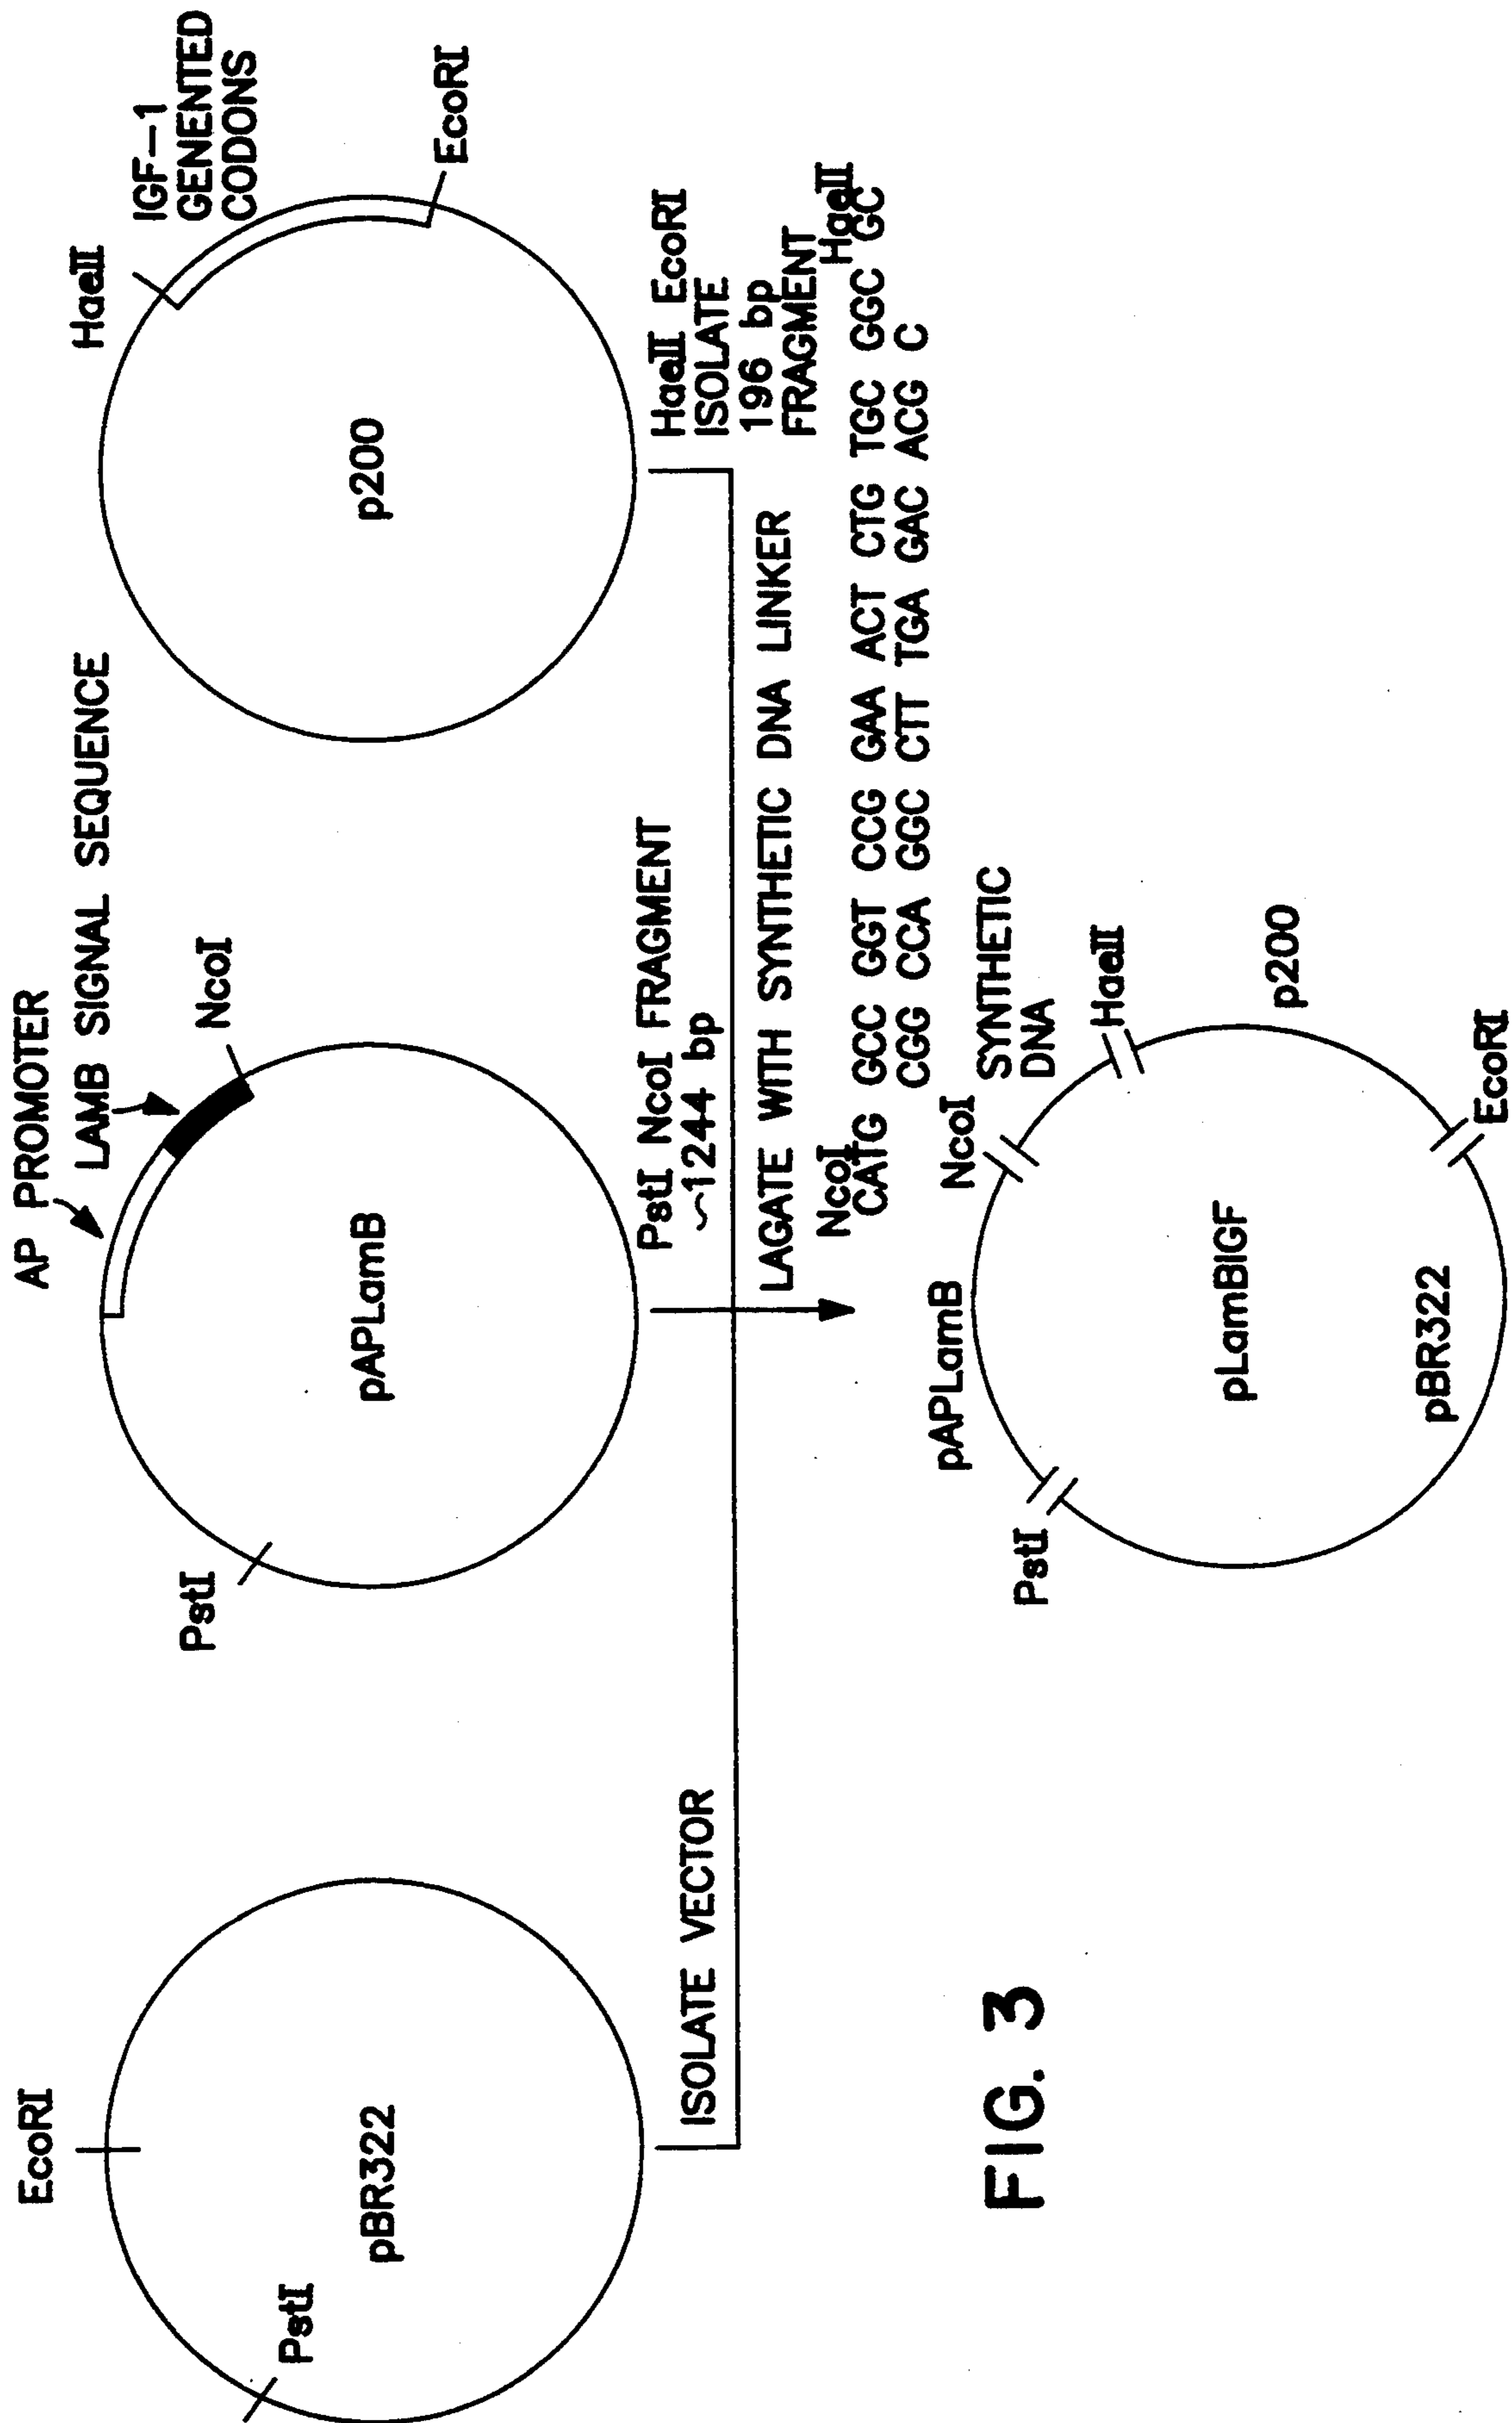 EcoRI
PstI
pBR322
ISOLATE VECTOR
AP PROMOTER
LAMB SIGNAL SEQUENCE
NcoI
PstI
pAPLamB
PstI NcoI FRAGMENT
~1244 bp
HaeII
IGF-1
GENENTED
CODONS
EcoRI
p200
HaeII EcoRI
ISOLATE
196 bp
FRAGMENT
LAGATE WITH SYNTHETIC DNA LINKER
NcoI
HaeII
CATG GCC GGT CCG GAA ACT CTG TGC GGC GC
CGG CCA GGC CTT TGA GAC ACG C
pAPLamB
NcoI
SYNTHETIC
DNA
HaeII
PstI
pLamBIGF
p200
pBR322
EcoRI
FIG. 3